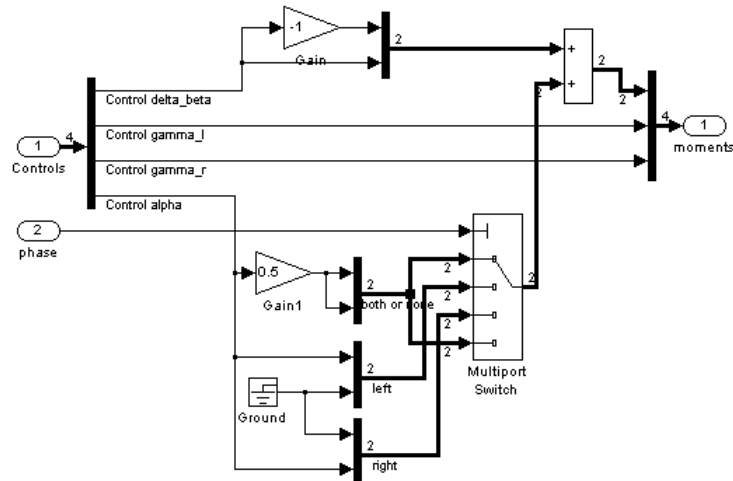 -1
Gain
2
+
+
2
2
2
Control delta_beta
4
1
Controls
Control gamma_l
Control gamma_r
Control alpha
4
1
moments
2
phase
0.5
Gain1
2
both or none
2
2
2
2
2
Multiport
Switch
2
left
Ground
2
right